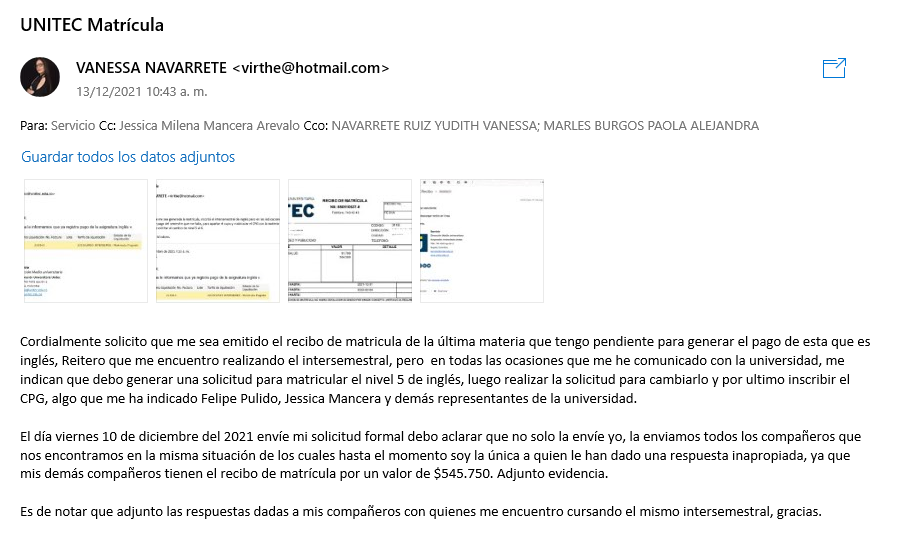 UNITEC Matrícula
VANESSA NAVARRETE <virthe@hotmail.com>
13/12/2021 10:43 a. m.
Para: Servicio Cc: Jessica Milena Mancera Arevalo Cco: NAVARRETE RUIZ YUDITH VANESSA; MARLES BURGOS PAOLA ALEJANDRA
Guardar todos los datos adjuntos
RECIBO DE MATRÍCULA
TEC
VALOR
DETALLE
Cordialmente solicito que me sea emitido el recibo de matricula de la última materia que tengo pendiente para generar el pago de esta que es
inglés, Reitero que me encuentro realizando el intersemestral, pero en todas las ocasiones que me he comunicado con la universidad, me
indican que debo generar una solicitud para matricular el nivel 5 de inglés, luego realizar la solicitud para cambiarlo y por ultimo inscribir el
CPG, algo que me ha indicado Felipe Pulido, Jessica Mancera y demás representantes de la universidad.
El día viernes 10 de diciembre del 2021 envíe mi solicitud formal debo aclarar que no solo la envíe yo, la enviamos todos los compañeros que
nos encontramos en la misma situación de los cuales hasta el momento soy la única a quien le han dado una respuesta inapropiada, ya que
mis demás compañeros tienen el recibo de matrícula por un valor de $545.750. Adjunto evidencia.
Es de notar que adjunto las respuestas dadas a mis compañeros con quienes me encuentro cursando el mismo intersemestral, gracias.